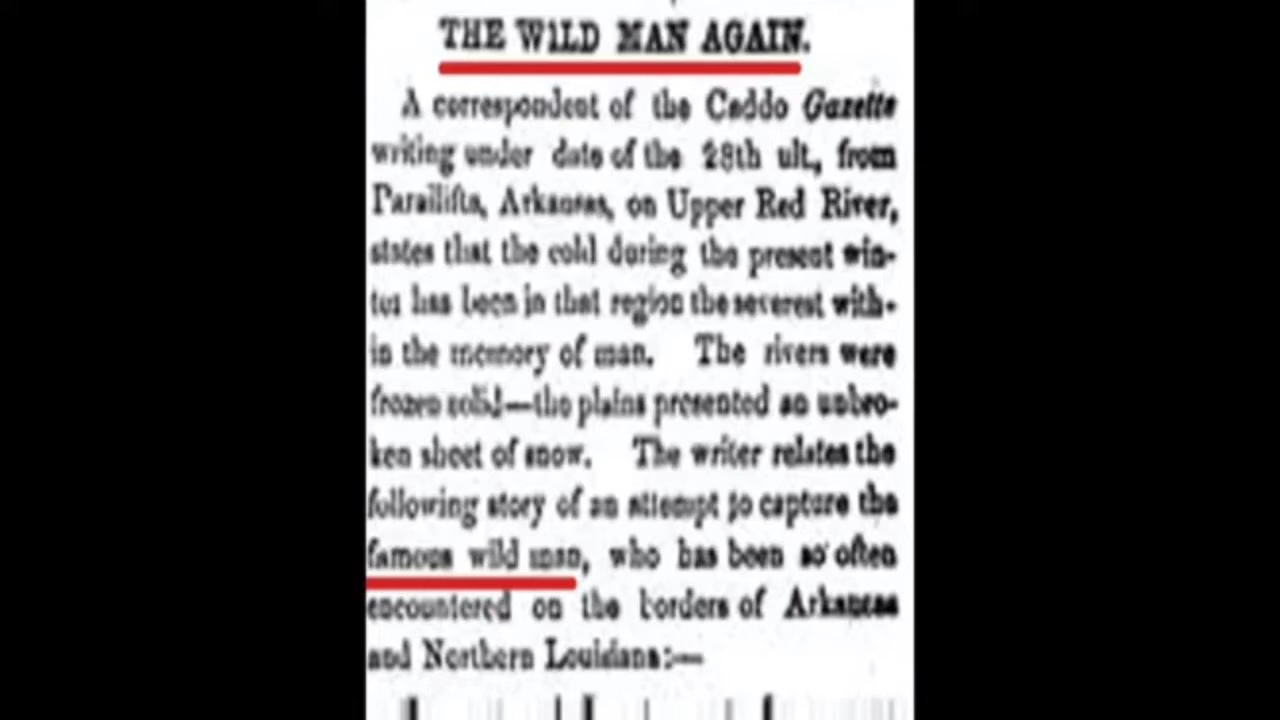 THE WILD MAN AGAIN.
A correspondent of the Caddo Gazette
writing under date of the 28th ult., from
Parallifta, Arkansas, on Upper Red River,
states that the cold during the present win-
ter has been in that region the severest with-
in the memory of man. The rivers were
frozen solid—the plains presented an unbro-
ken sheet of snow. The writer relates the
following story of an attempt to capture the
famous wild man, who has been so often
encountered on the borders of Arkansas
and Northern Louisiana:—